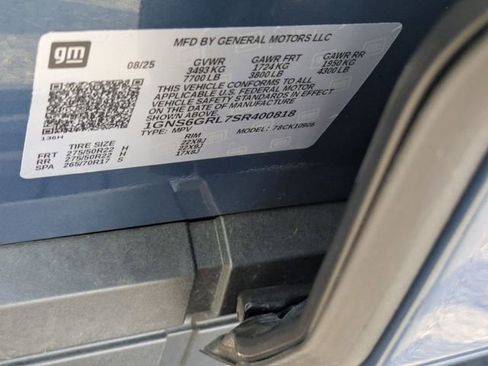 gm
MFD BY GENERAL MOTORS LLC
08/25 GVWR GAWR FRT GAWR RR
3493 KG 1724 KG 1950 KG
7700 LB 3800 LB 4300 LB
THIS VEHICLE CONFORMS TO ALL
APPLICABLE U.S. FEDERAL MOTOR
VEHICLE SAFETY STANDARDS IN EFFECT
ON THE DATE OF MANUFACTURE
SHOWN ABOVE.
1GNS6GRL7SR400818
TYPE: MPV MODEL: 7SCK10906
136H
TIRE SIZE RIM
FRT 275/50R22 H 22X9J
RR 275/50R22 H 22X9J
SPA 265/70R17 S 17X8J